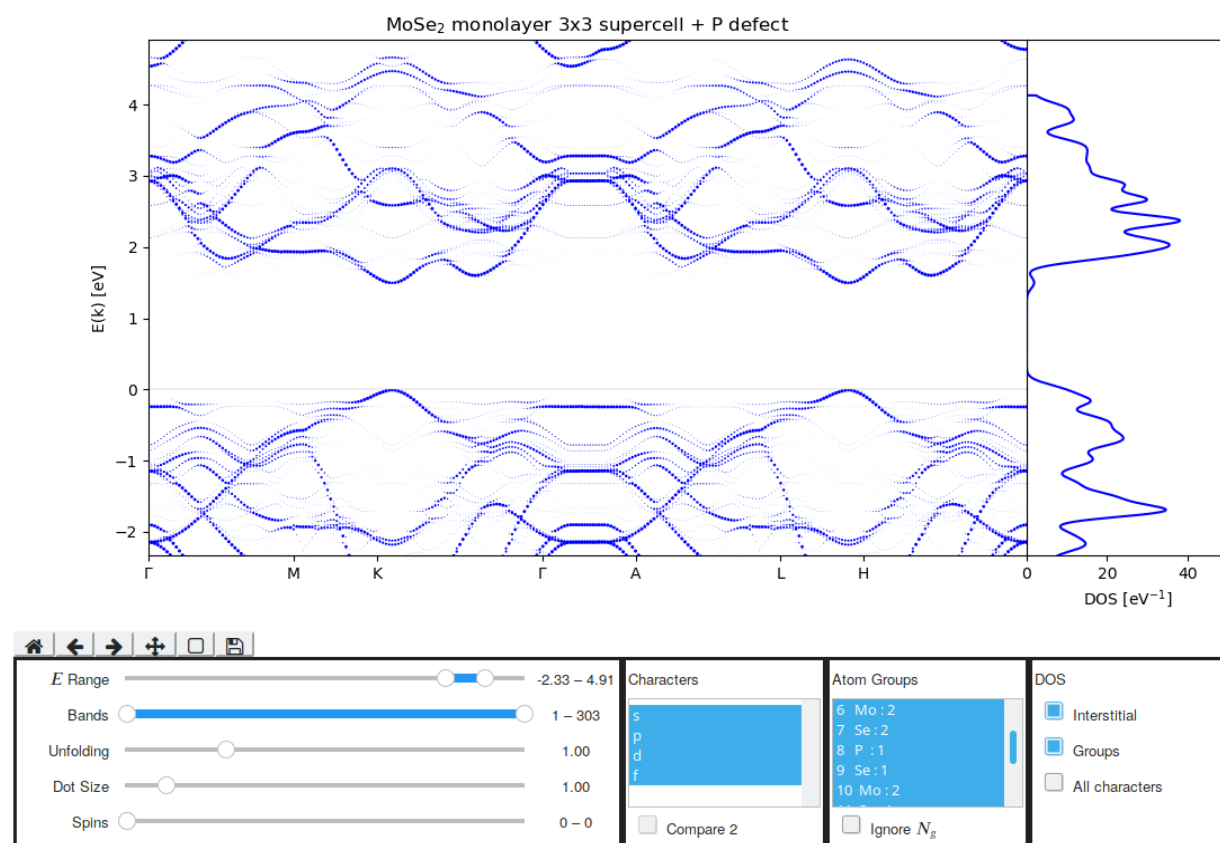 MoSe₂ monolayer 3x3 supercell + P defect
E(k) [eV]
4
3
2
1
0
−1
−2
Γ M K Γ A L H 0 20 40
DOS [eV⁻¹]
E Range -2.33 – 4.91
Bands 1 – 303
Unfolding 1.00
Dot Size 1.00
Spins 0 – 0
Characters
s
p
d
f
Compare 2
Atom Groups
6 Mo: 2
7 Se: 2
8 P : 1
9 Se: 1
10 Mo: 2
Ignore N_g
DOS
Interstitial
Groups
All characters